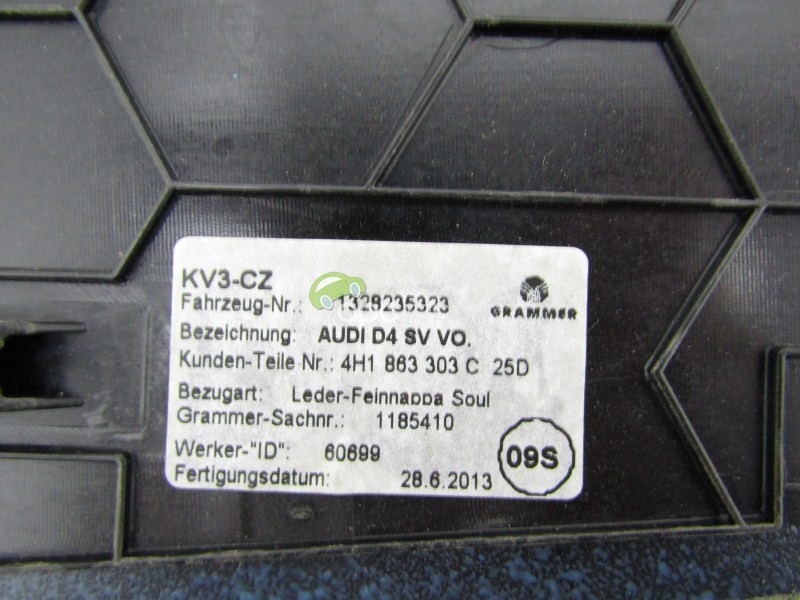 KV3-CZ
Fahrzeug-Nr.: 1328235323
GRAMMER
Bezeichnung: AUDI D4 SV VO.
Kunden-Teile Nr.: 4H1 863 303 C 25D
Bezugart: Leder-Feinnappa Soul
Grammer-Sachnr.: 1185410
Werker-"ID": 60699
09S
Fertigungsdatum: 28.6.2013